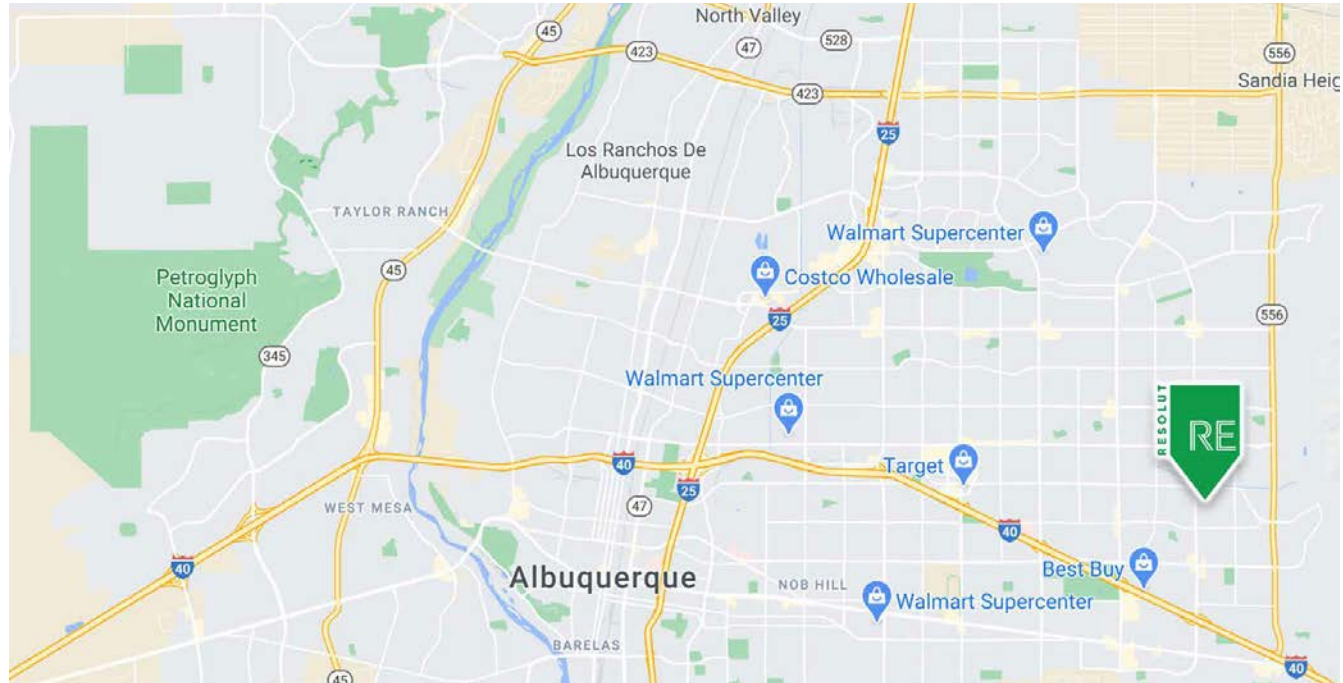 North Valley
45
47
528
423
556
Sandia Heig
423
25
Los Ranchos De
Albuquerque
TAYLOR RANCH
Walmart Supercenter
45
Costco Wholesale
Petroglyph
National
Monument
25
556
345
Walmart Supercenter
RESOLUT
RE
40
Target
25
47
WEST MESA
40
40
Albuquerque
Best Buy
NOB HILL
Walmart Supercenter
BARELAS
40
45